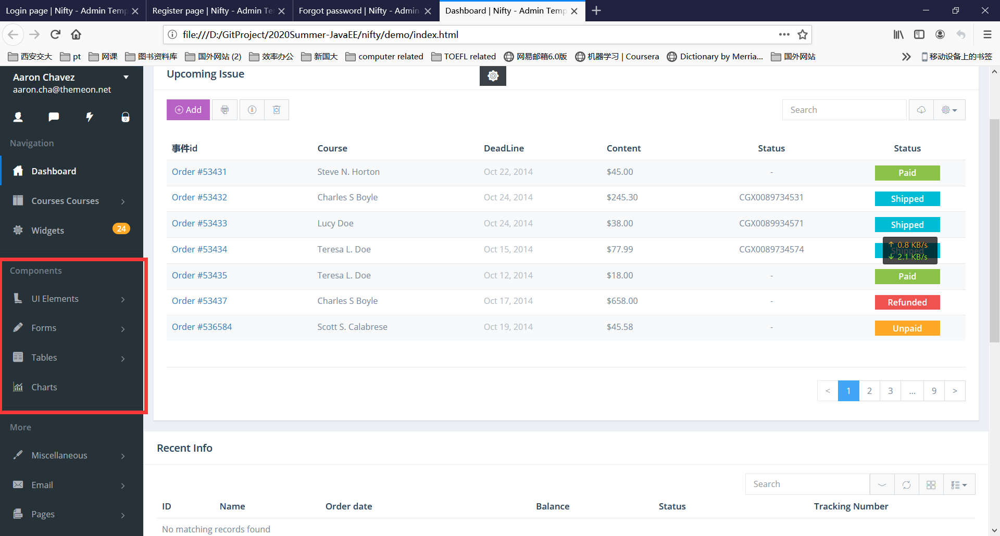 Login page | Nifty - Admin Temp
Register page | Nifty - Admin Te
Forgot password | Nifty - Admin
Dashboard | Nifty - Admin Temp
file:///D:/GitProject/2020Summer-JavaEE/nifty/demo/index.html
西安交大
pt
网课
图书资料库
国外网站 (2)
效率办公
新国大
computer related
TOEFL related
网易邮箱6.0版
机器学习 | Coursera
Dictionary by Merria...
国外网站
移动设备上的书签
Aaron Chavez
aaron.cha@themeon.net
Navigation
Dashboard
Courses Courses
Widgets 24
Components
UI Elements
Forms
Tables
Charts
More
Miscellaneous
Email
Pages
Upcoming Issue
Add
Search
事件id Course DeadLine Content Status Status
Order #53431 Steve N. Horton Oct 22, 2014 $45.00 - Paid
Order #53432 Charles S Boyle Oct 24, 2014 $245.30 CGX0089734531 Shipped
Order #53433 Lucy Doe Oct 24, 2014 $38.00 CGX0089934571 Shipped
Order #53434 Teresa L. Doe Oct 15, 2014 $77.99 CGX0089734574 Shipped
↑ 0.8 KB/s
↓ 2.1 KB/s
Order #53435 Teresa L. Doe Oct 12, 2014 $18.00 - Paid
Order #53437 Charles S Boyle Oct 17, 2014 $658.00 - Refunded
Order #536584 Scott S. Calabrese Oct 19, 2014 $45.58 - Unpaid
< 1 2 3 ... 9 >
Recent Info
Search
ID Name Order date Balance Status Tracking Number
No matching records found